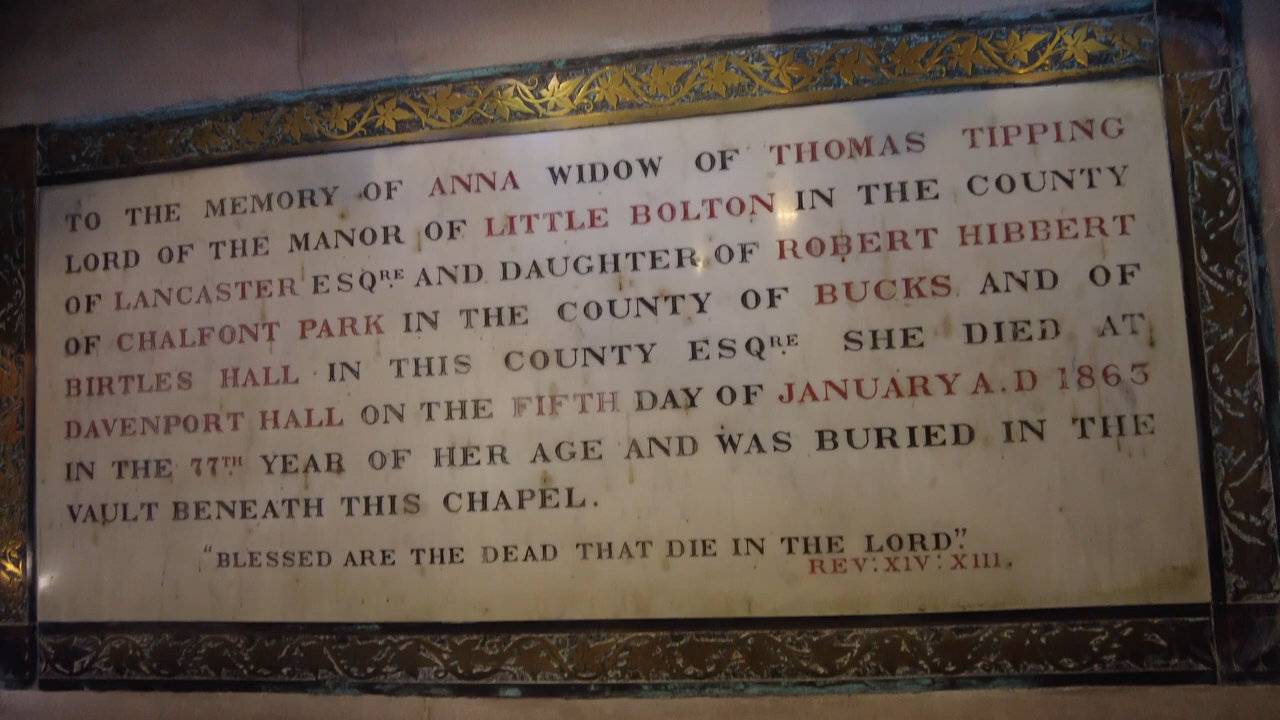 TO THE MEMORY OF ANNA WIDOW OF THOMAS TIPPING
LORD OF THE MANOR OF LITTLE BOLTON IN THE COUNTY
OF LANCASTER ESQRE AND DAUGHTER OF ROBERT HIBBERT
OF CHALFONT PARK IN THE COUNTY OF BUCKS AND OF
BIRTLES HALL IN THIS COUNTY ESQRE SHE DIED AT
DAVENPORT HALL ON THE FIFTH DAY OF JANUARY A.D 1863
IN THE 77TH YEAR OF HER AGE AND WAS BURIED IN THE
VAULT BENEATH THIS CHAPEL.
"BLESSED ARE THE DEAD THAT DIE IN THE LORD".
REV: XIV: XIII.